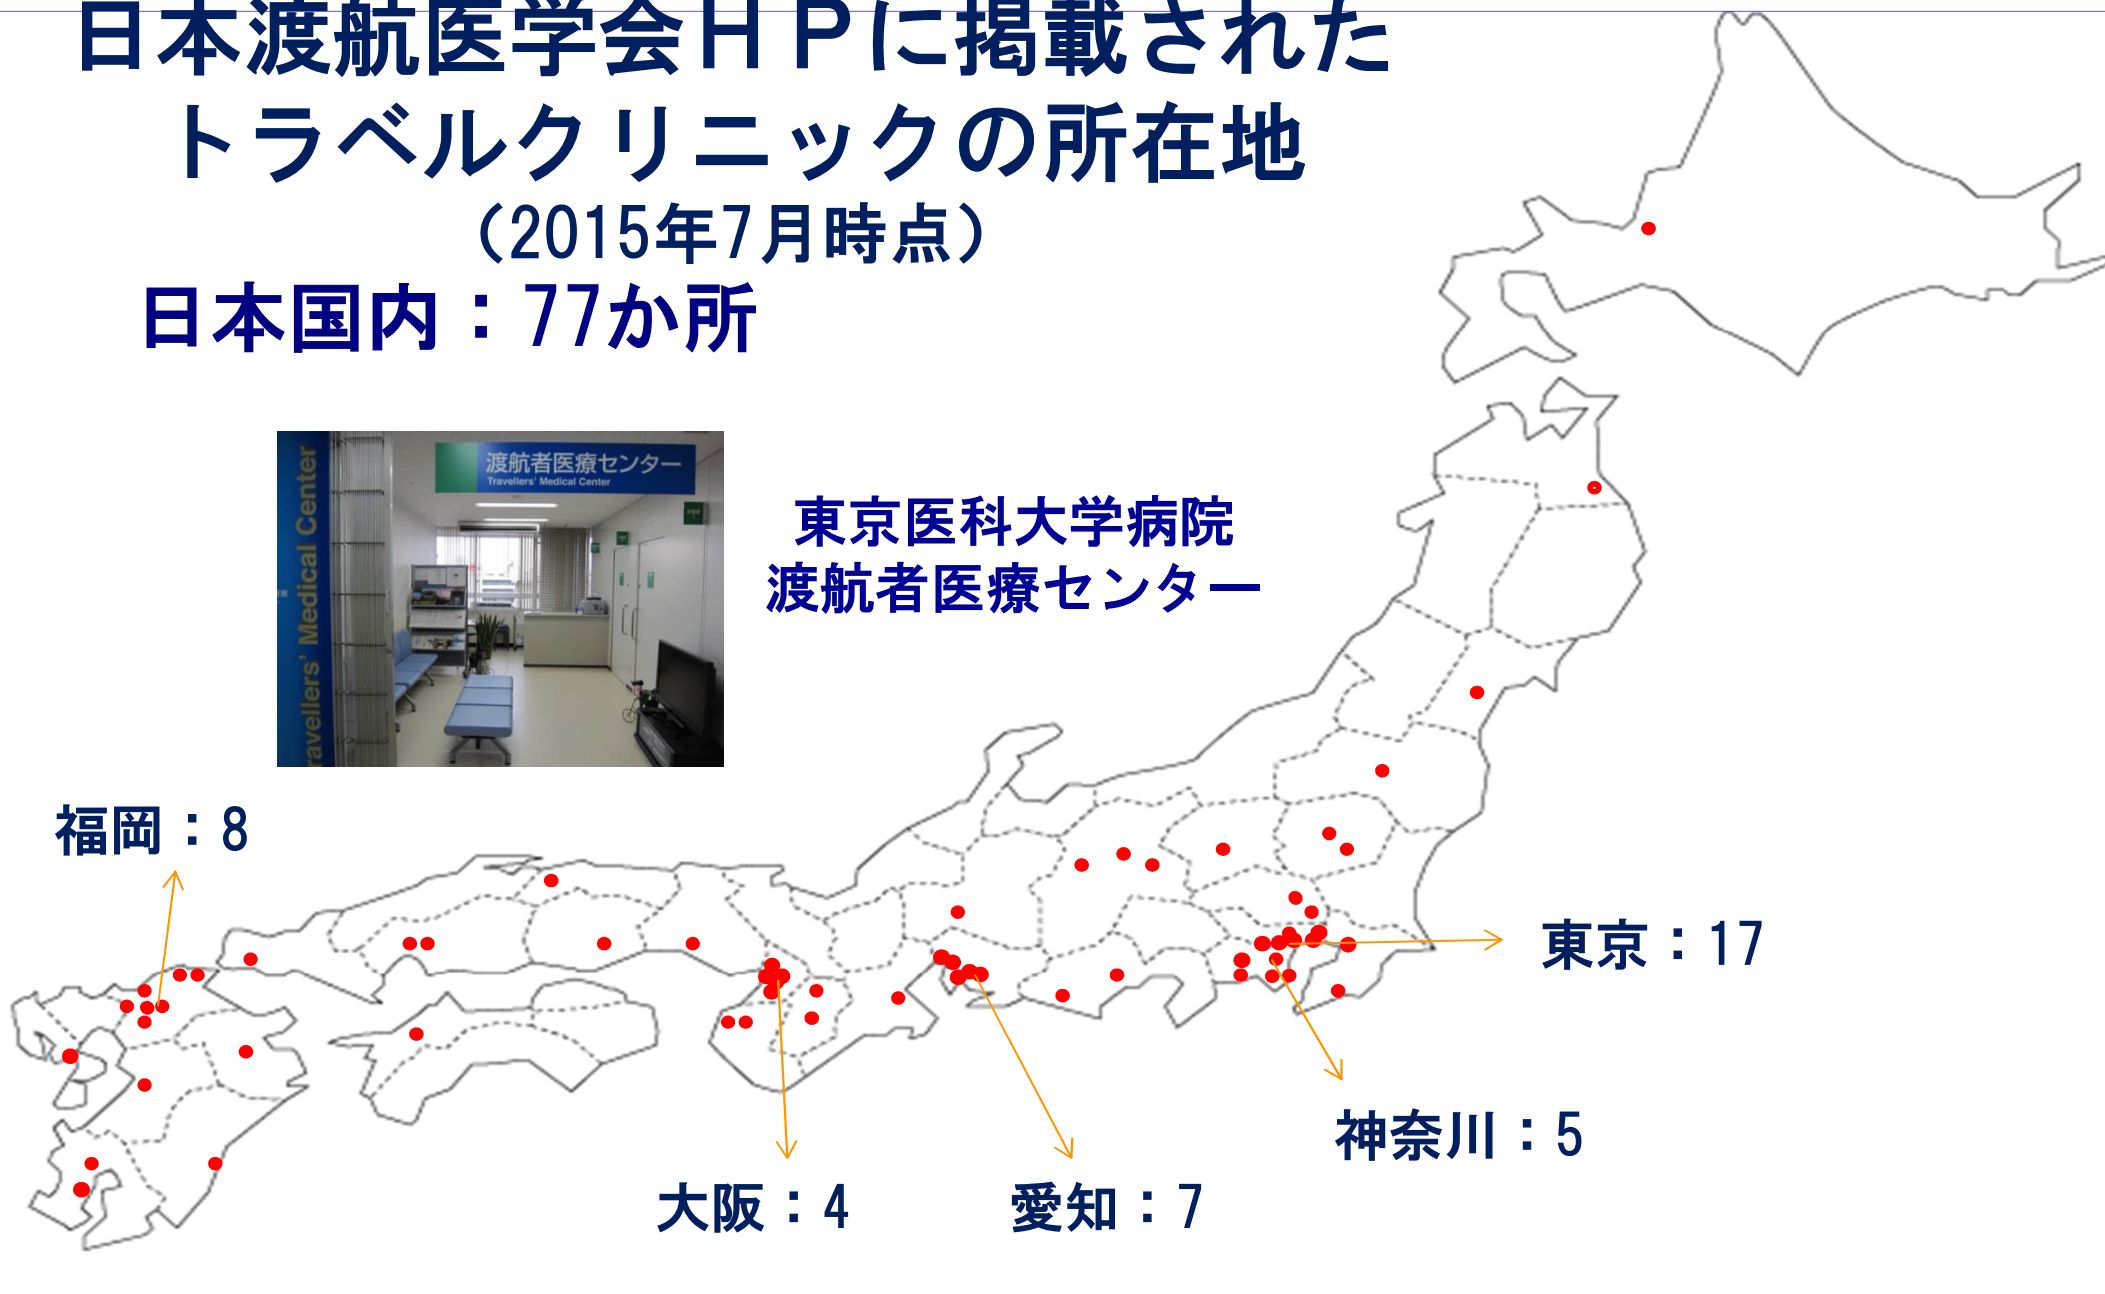 日本渡航医学会ＨＰに掲載された
トラベルクリニックの所在地
（2015年7月時点）
日本国内：77か所
渡航者医療センター
Travellers' Medical Center
ravellers' Medical Center
東京医科大学病院
渡航者医療センター
福岡：8
東京：17
神奈川：5
大阪：4
愛知：7